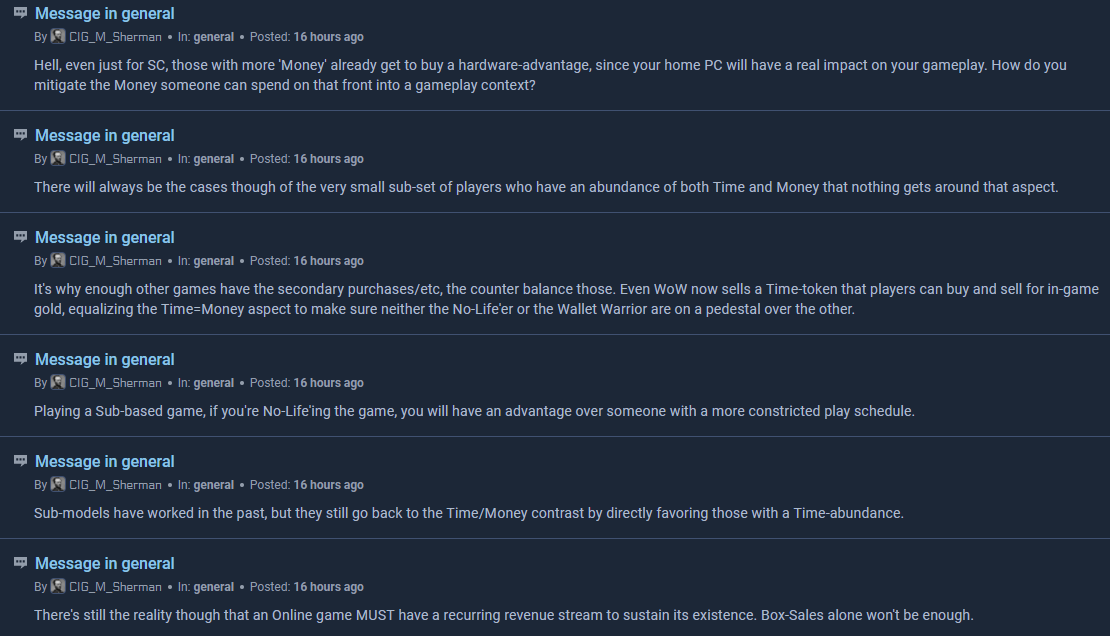 Message in general
By CIG_M_Sherman • In: general • Posted: 16 hours ago
Hell, even just for SC, those with more 'Money' already get to buy a hardware-advantage, since your home PC will have a real impact on your gameplay. How do you
mitigate the Money someone can spend on that front into a gameplay context?
Message in general
By CIG_M_Sherman • In: general • Posted: 16 hours ago
There will always be the cases though of the very small sub-set of players who have an abundance of both Time and Money that nothing gets around that aspect.
Message in general
By CIG_M_Sherman • In: general • Posted: 16 hours ago
It's why enough other games have the secondary purchases/etc, the counter balance those. Even WoW now sells a Time-token that players can buy and sell for in-game
gold, equalizing the Time=Money aspect to make sure neither the No-Life'er or the Wallet Warrior are on a pedestal over the other.
Message in general
By CIG_M_Sherman • In: general • Posted: 16 hours ago
Playing a Sub-based game, if you're No-Life'ing the game, you will have an advantage over someone with a more constricted play schedule.
Message in general
By CIG_M_Sherman • In: general • Posted: 16 hours ago
Sub-models have worked in the past, but they still go back to the Time/Money contrast by directly favoring those with a Time-abundance.
Message in general
By CIG_M_Sherman • In: general • Posted: 16 hours ago
There's still the reality though that an Online game MUST have a recurring revenue stream to sustain its existence. Box-Sales alone won't be enough.